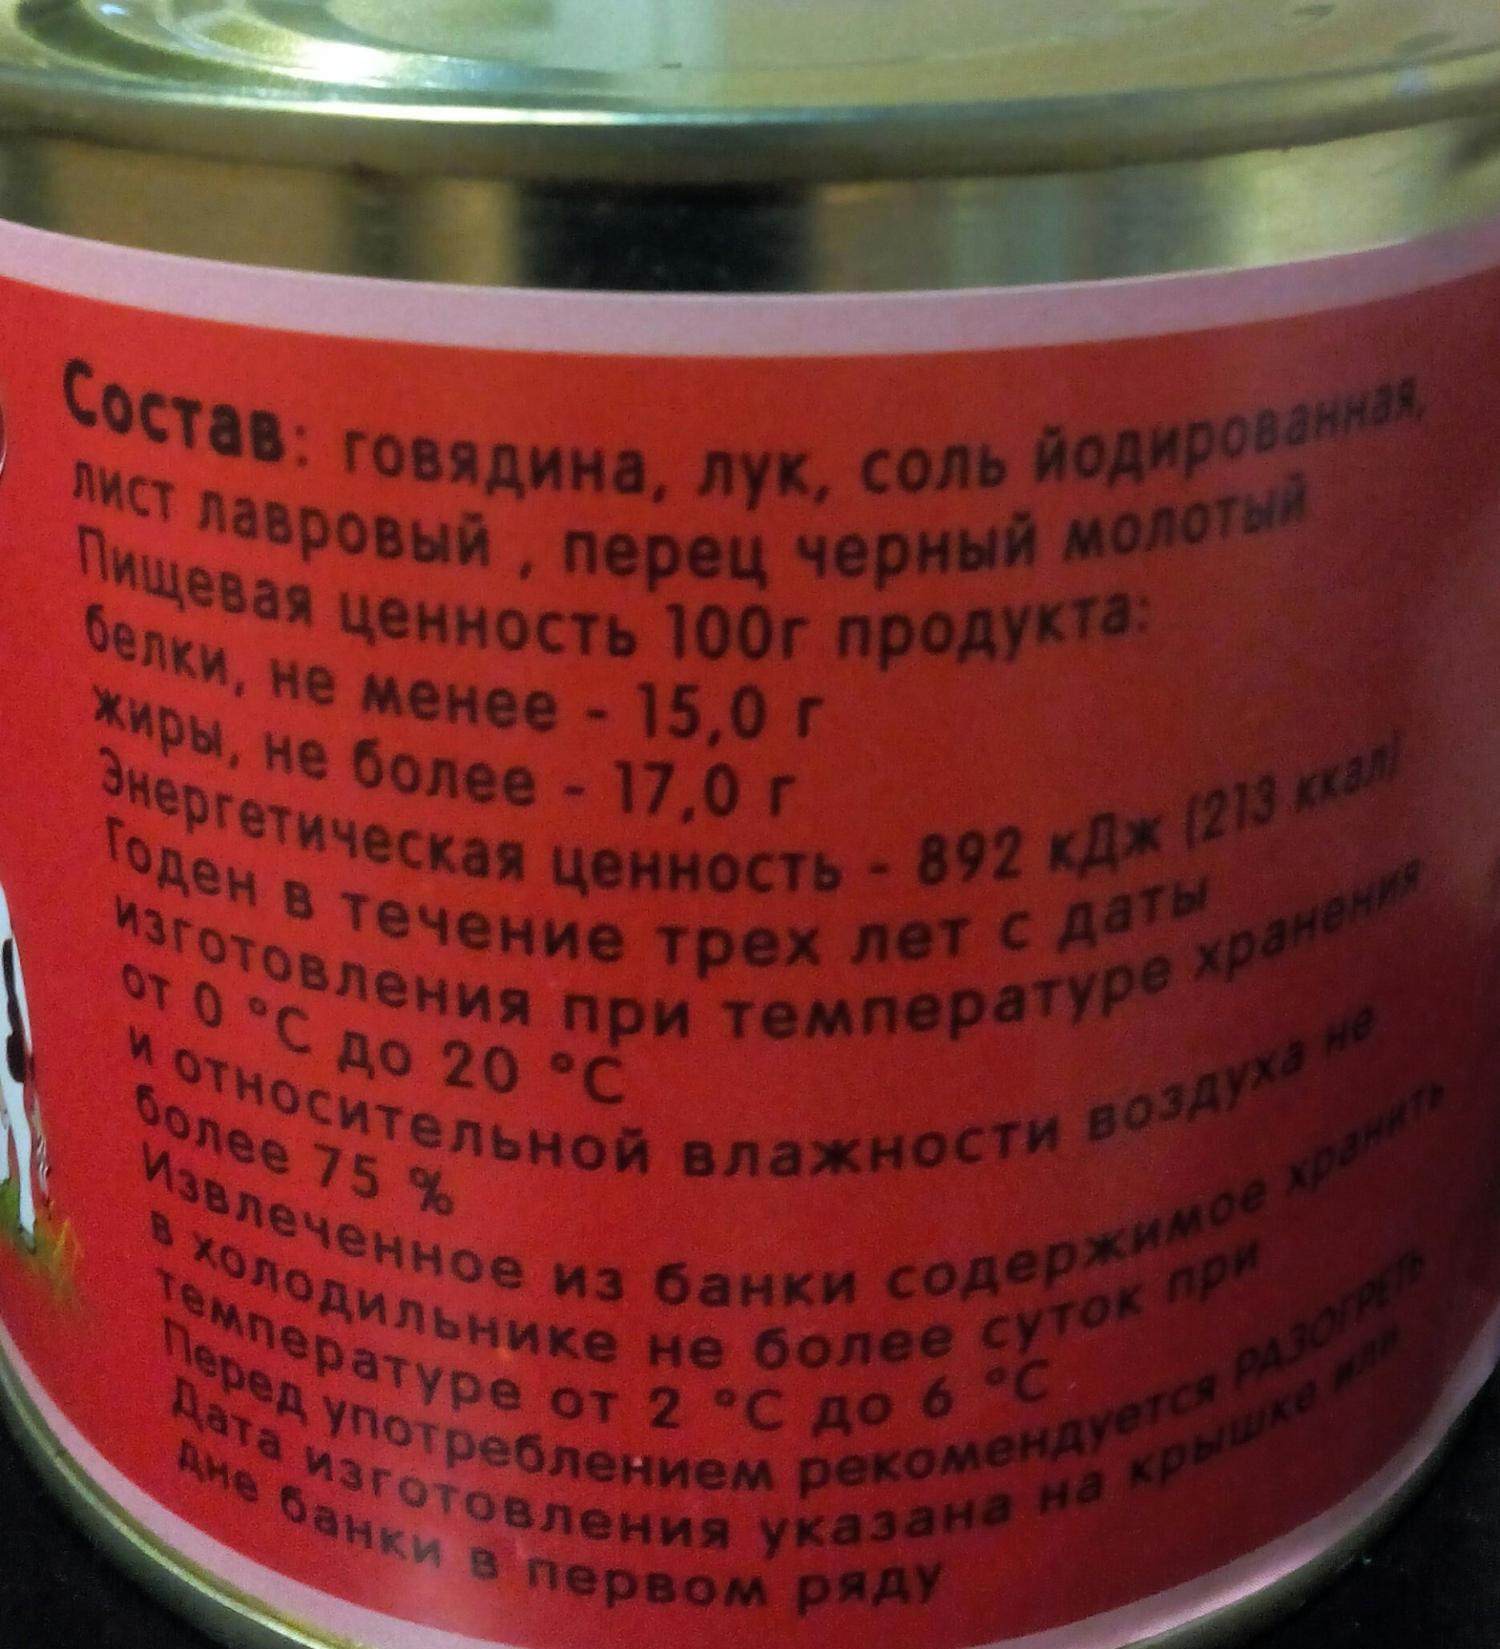 Состав: говядина, лук, соль йодированная,
лист лавровый , перец черный молотый
Пищевая ценность 100г продукта:
белки, не менее - 15,0 г
жиры, не более - 17,0 г
Энергетическая ценность - 892 кДж (213 ккал)
Годен в течение трех лет с даты
изготовления при температуре хранения
от 0 °С до 20 °С
и относительной влажности воздуха не
более 75 %
Извлеченное из банки содержимое хранить
в холодильнике не более суток при
температуре от 2 °С до 6 °С
Перед употреблением рекомендуется РАЗОГРЕТЬ
Дата изготовления указана на крышке или
дне банки в первом ряду